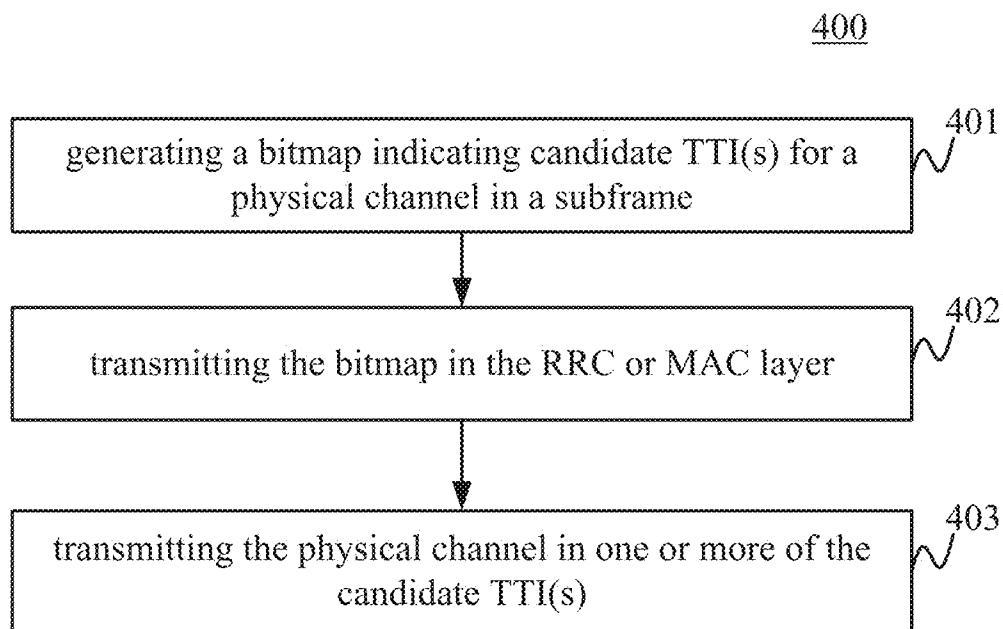 400
401
generating a bitmap indicating candidate TTI(s) for a
physical channel in a subframe
402
transmitting the bitmap in the RRC or MAC layer
403
transmitting the physical channel in one or more of the
candidate TTI(s)